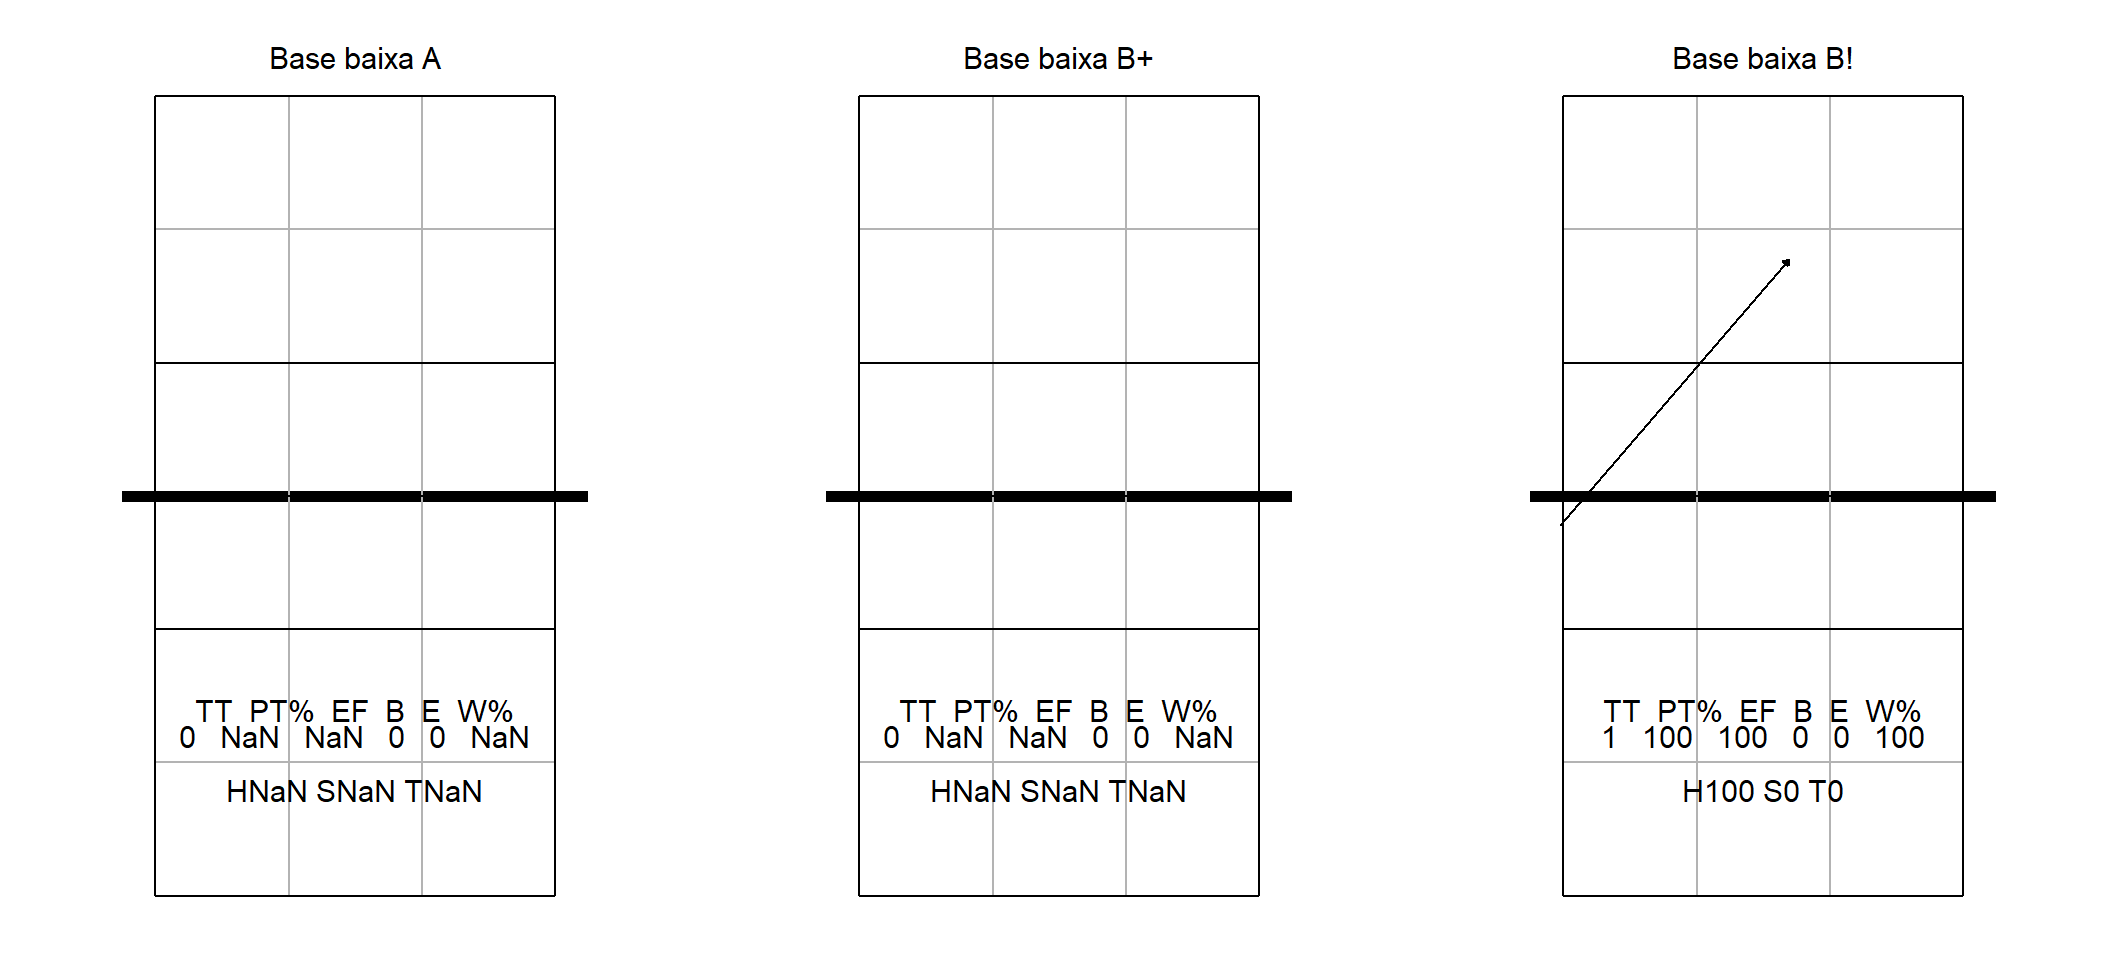 Base baixa A
TT PT% EF B E W%
0 NaN NaN 0 0 NaN
HNaN SNaN TNaN
Base baixa B+
TT PT% EF B E W%
0 NaN NaN 0 0 NaN
HNaN SNaN TNaN
Base baixa B!
TT PT% EF B E W%
1 100 100 0 0 100
H100 S0 T0